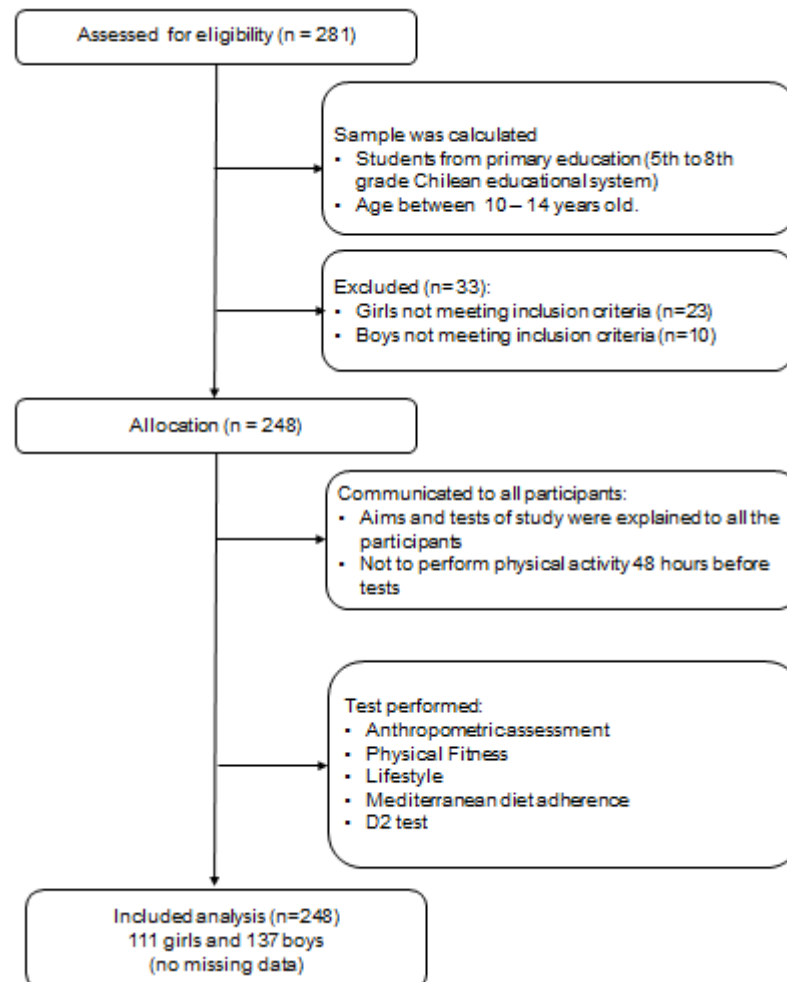 Assessed for eligibility (n = 281)
Sample was calculated
▪ Students from primary education (5th to 8th
grade Chilean educational system)
▪ Age between 10 – 14 years old.
Excluded (n= 33):
▪ Girls not meeting inclusion criteria (n=23)
▪ Boys not meeting inclusion criteria (n=10)
Allocation (n = 248)
Communicated to all participants:
▪ Aims and tests of study were explained to all the
participants
▪ Not to perform physical activity 48 hours before
tests
Test performed:
▪ Anthropometric assessment
▪ Physical Fitness
▪ Lifestyle
▪ Mediterranean diet adherence
▪ D2 test
Included analysis (n=248)
111 girls and 137 boys
(no missing data)